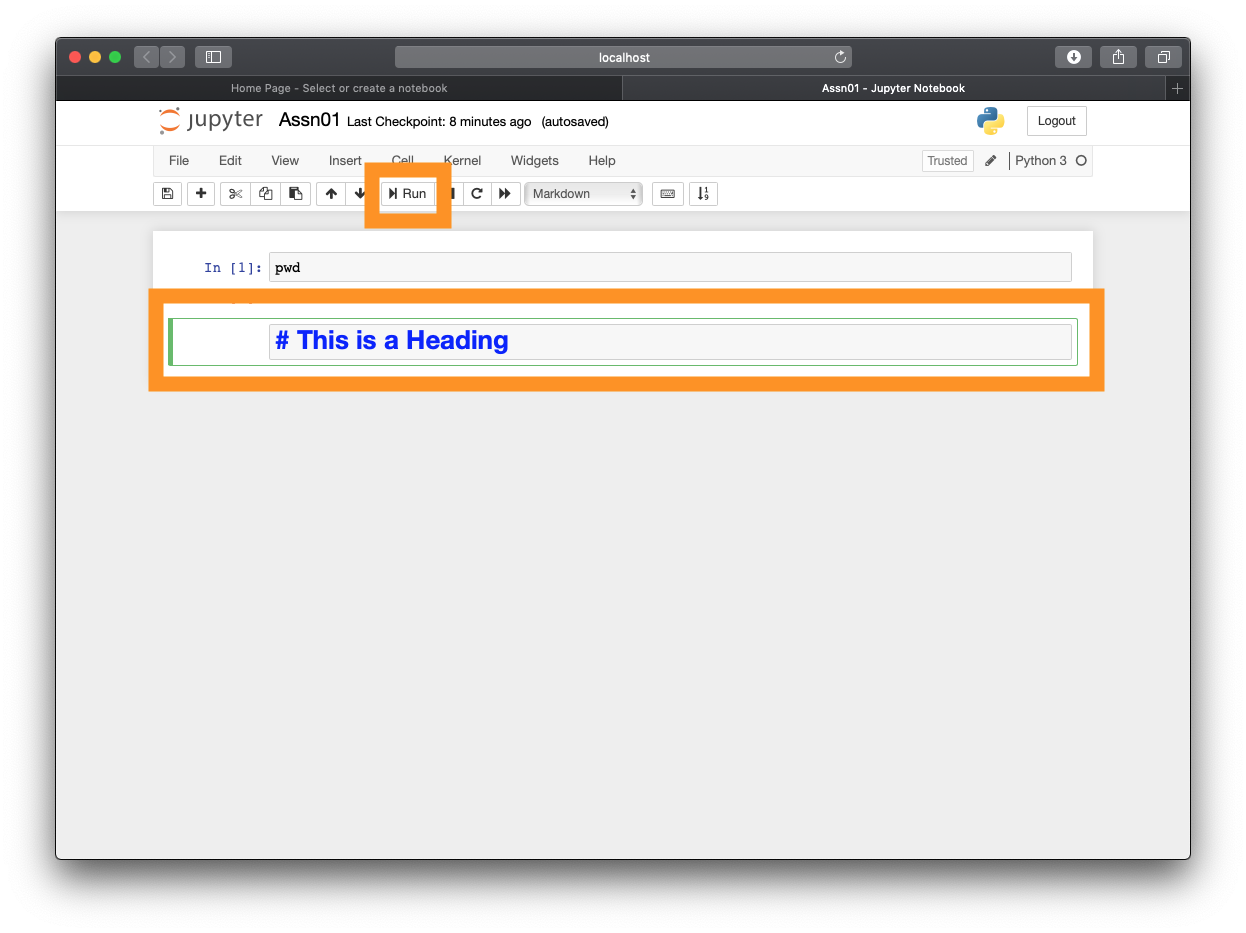 localhost
Home Page - Select or create a notebook
Assn01 - Jupyter Notebook
jupyter Assn01 Last Checkpoint: 8 minutes ago (autosaved)
Logout
File Edit View Insert Cell Kernel Widgets Help
Trusted Python 3
Run
Markdown
In [1]: pwd
# This is a Heading